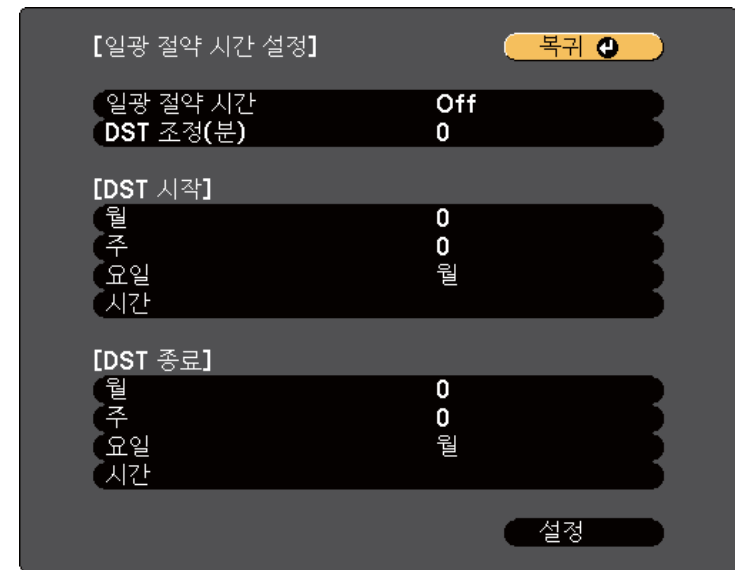 [일광 절약 시간 설정] 복귀
일광 절약 시간 Off
DST 조정(분) 0
[DST 시작]
월 0
주 0
요일 월
시간
[DST 종료]
월 0
주 0
요일 월
시간
설정